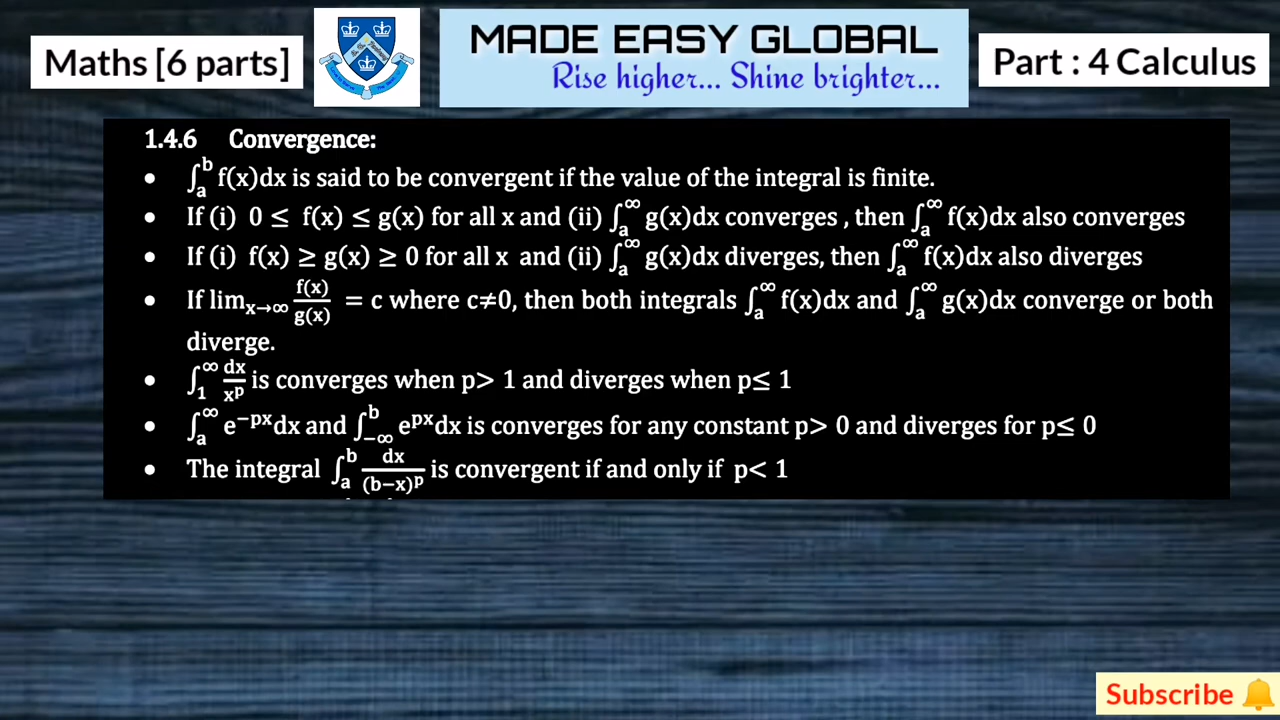 Maths [6 parts]
MADE EASY GLOBAL
Rise higher... Shine brighter...
Part : 4 Calculus
1.4.6 Convergence:
• ∫ₐᵇ f(x)dx is said to be convergent if the value of the integral is finite.
• If (i) 0 ≤ f(x) ≤ g(x) for all x and (ii) ∫ₐ^∞ g(x)dx converges , then ∫ₐ^∞ f(x)dx also converges
• If (i) f(x) ≥ g(x) ≥ 0 for all x and (ii) ∫ₐ^∞ g(x)dx diverges, then ∫ₐ^∞ f(x)dx also diverges
• If lim_{x→∞} f(x)/g(x) = c where c≠0, then both integrals ∫ₐ^∞ f(x)dx and ∫ₐ^∞ g(x)dx converge or both
diverge.
• ∫₁^∞ dx/x^p is converges when p> 1 and diverges when p≤ 1
• ∫ₐ^∞ e^{−px}dx and ∫_{−∞}^b e^{px}dx is converges for any constant p> 0 and diverges for p≤ 0
• The integral ∫ₐᵇ dx/(b−x)^p is convergent if and only if p< 1
Subscribe